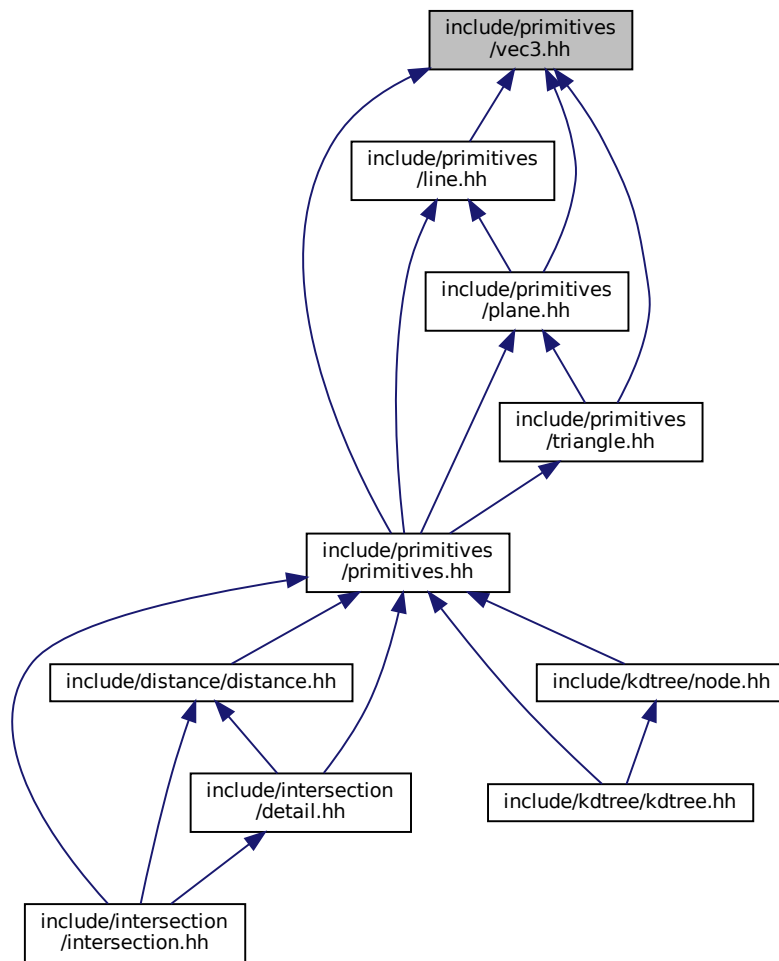 include/primitives
/vec3.hh
include/primitives
/line.hh
include/primitives
/plane.hh
include/primitives
/triangle.hh
include/primitives
/primitives.hh
include/distance/distance.hh
include/kdtree/node.hh
include/intersection
/detail.hh
include/kdtree/kdtree.hh
include/intersection
/intersection.hh